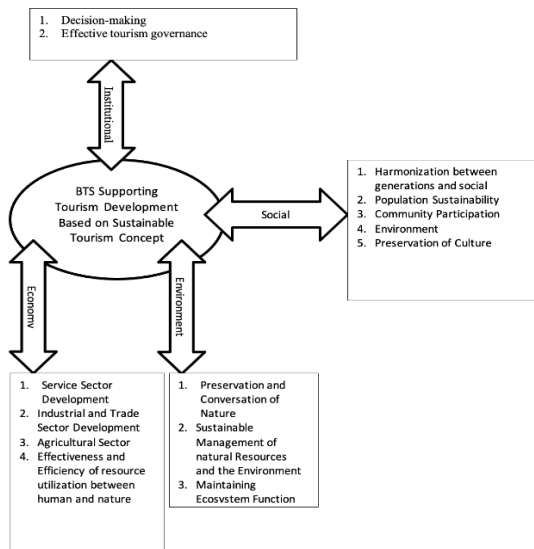 1. Decision-making
2. Effective tourism governance
Institutional
BTS Supporting
Tourism Development
Based on Sustainable
Tourism Concept
Social
1. Harmonization between
generations and social
2. Population Sustainability
3. Community Participation
4. Environment
5. Preservation of Culture
Economy
Environment
1. Service Sector
Development
2. Industrial and Trade
Sector Development
3. Agricultural Sector
4. Effectiveness and
Efficiency of resource
utilization between
human and nature
1. Preservation and
Conversation of
Nature
2. Sustainable
Management of
natural Resources
and the Environment
3. Maintaining
Ecosystem Function